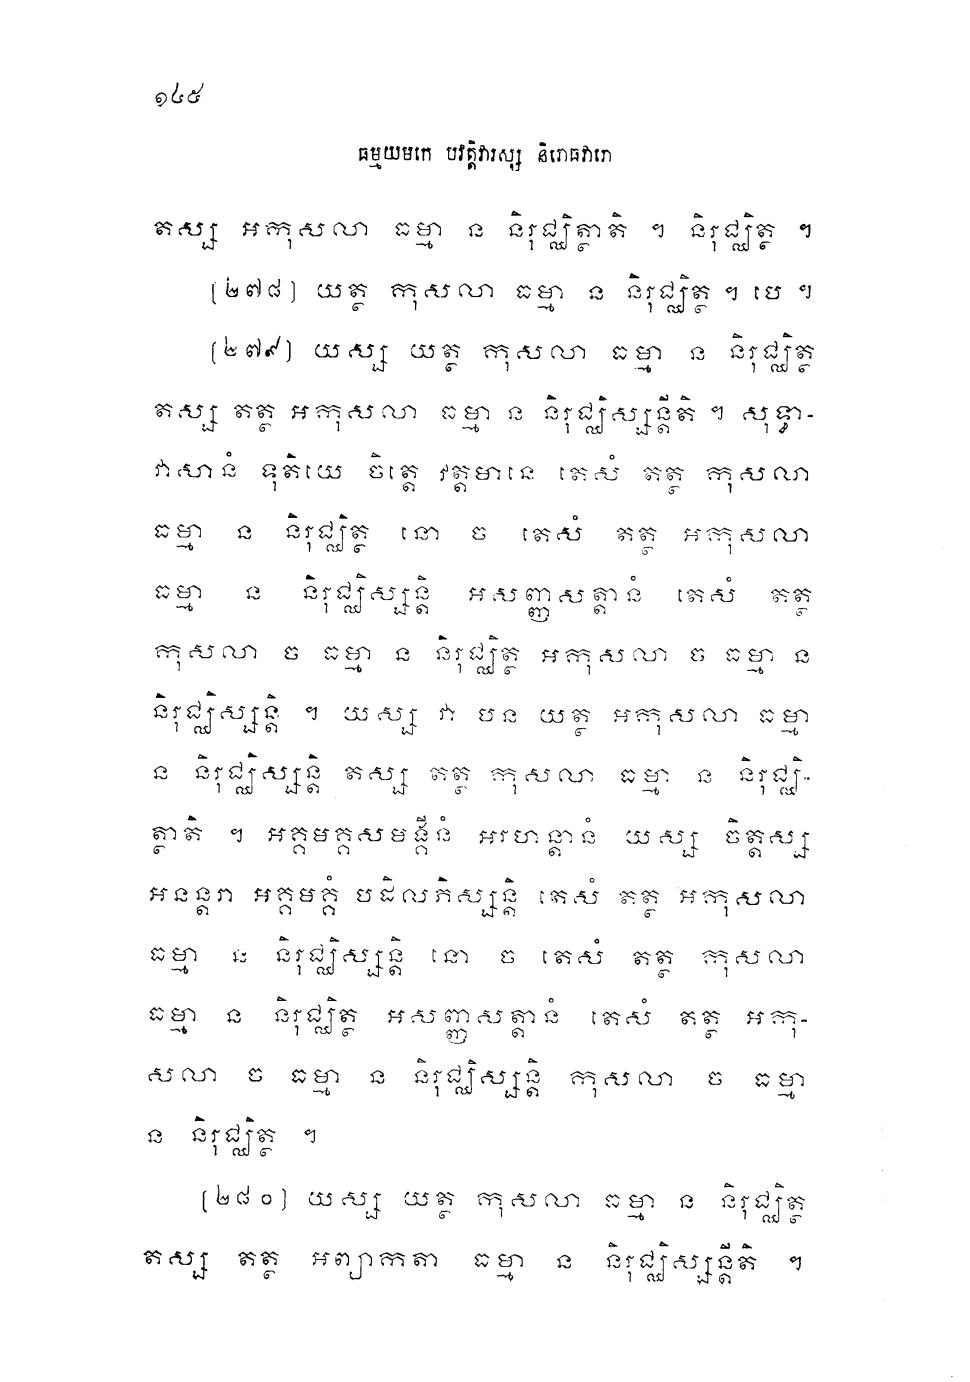 ១៤៥
ធម្មយមកេ បវត្តិវារស្ស និរោធវារោ
តស្ស អកុសលា ធម្មា ន និរុជ្ឈិត្ថាតិ ។ និរុជ្ឈិត្ថ ។
(២៧៨) យត្ថ កុសលា ធម្មា ន និរុជ្ឈិត្ថ ។ បេ ។
(២៧៩) យស្ស យត្ថ កុសលា ធម្មា ន និរុជ្ឈិត្ថ
តស្ស តត្ថ អកុសលា ធម្មា ន និរុជ្ឈិស្សន្តីតិ ។ សុទ្ធា-
វាសានំ ទុតិយេ ចិត្តេ វត្តមានេ តេសំ តត្ថ កុសលា
ធម្មា ន និរុជ្ឈិត្ថ នោ ច តេសំ តត្ថ អកុសលា
ធម្មា ន និរុជ្ឈិស្សន្តិ អសញ្ញសត្តានំ តេសំ តត្ថ
កុសលា ច ធម្មា ន និរុជ្ឈិត្ថ អកុសលា ច ធម្មា ន
និរុជ្ឈិស្សន្តិ ។ យស្ស វា បន យត្ថ អកុសលា ធម្មា
ន និរុជ្ឈិស្សន្តិ តស្ស តត្ថ កុសលា ធម្មា ន និរុជ្ឈិ-
ត្ថាតិ ។ អគ្គមគ្គសមង្គីនំ អរហន្តានំ យស្ស ចិត្តស្ស
អនន្តរា អគ្គមគ្គំ បដិលភិស្សន្តិ តេសំ តត្ថ អកុសលា
ធម្មា ន និរុជ្ឈិស្សន្តិ នោ ច តេសំ តត្ថ កុសលា
ធម្មា ន និរុជ្ឈិត្ថ អសញ្ញសត្តានំ តេសំ តត្ថ អកុ-
សលា ច ធម្មា ន និរុជ្ឈិស្សន្តិ កុសលា ច ធម្មា
ន និរុជ្ឈិត្ថ ។
(២៨០) យស្ស យត្ថ កុសលា ធម្មា ន និរុជ្ឈិត្ថ
តស្ស តត្ថ អព្យាកតា ធម្មា ន និរុជ្ឈិស្សន្តីតិ ។